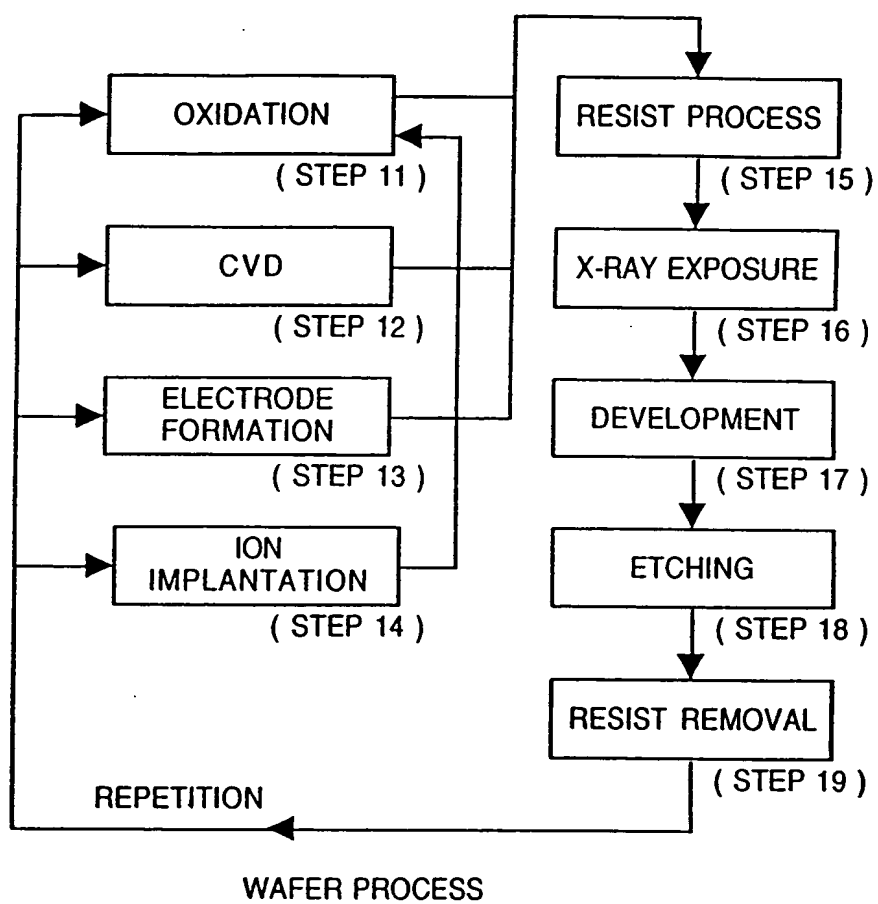 OXIDATION
( STEP 11 )
CVD
( STEP 12 )
ELECTRODE
FORMATION
( STEP 13 )
ION
IMPLANTATION
( STEP 14 )
RESIST PROCESS
( STEP 15 )
X-RAY EXPOSURE
( STEP 16 )
DEVELOPMENT
( STEP 17 )
ETCHING
( STEP 18 )
RESIST REMOVAL
( STEP 19 )
REPETITION
WAFER PROCESS